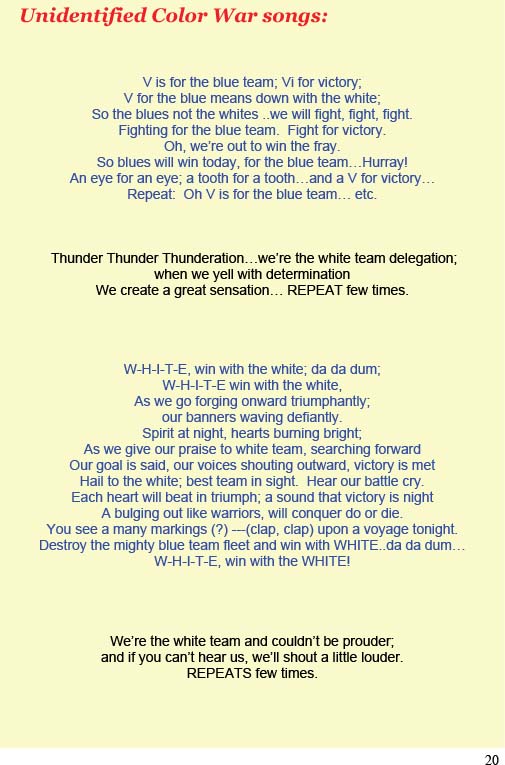 Unidentified Color War songs:
V is for the blue team; Vi for victory;
V for the blue means down with the white;
So the blues not the whites ..we will fight, fight, fight.
Fighting for the blue team.  Fight for victory.
Oh, we're out to win the fray.
So blues will win today, for the blue team…Hurray!
An eye for an eye; a tooth for a tooth…and a V for victory…
Repeat:  Oh V is for the blue team… etc.
Thunder Thunder Thunderation…we're the white team delegation;
when we yell with determination
We create a great sensation… REPEAT few times.
W-H-I-T-E, win with the white; da da dum;
W-H-I-T-E win with the white,
As we go forging onward triumphantly;
our banners waving defiantly.
Spirit at night, hearts burning bright;
As we give our praise to white team, searching forward
Our goal is said, our voices shouting outward, victory is met
Hail to the white; best team in sight.  Hear our battle cry.
Each heart will beat in triumph; a sound that victory is night
A bulging out like warriors, will conquer do or die.
You see a many markings (?) ---(clap, clap) upon a voyage tonight.
Destroy the mighty blue team fleet and win with WHITE..da da dum…
W-H-I-T-E, win with the WHITE!
We're the white team and couldn't be prouder;
and if you can't hear us, we'll shout a little louder.
REPEATS few times.
20